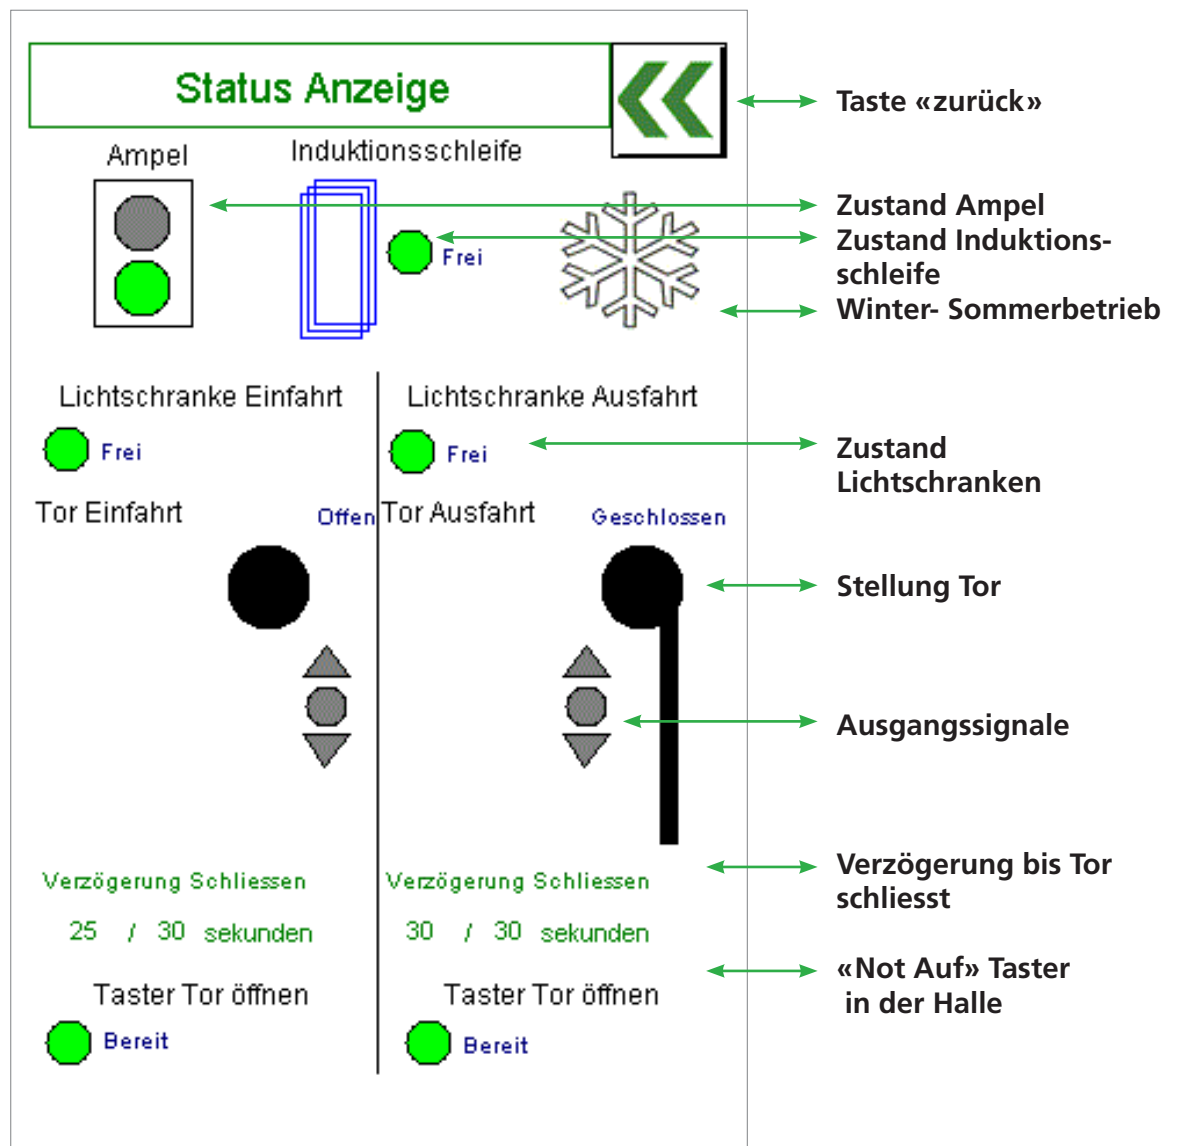 Status Anzeige
Taste «zurück»
Ampel
Induktionsschleife
Zustand Ampel
Zustand Induktions-
schleife
Frei
Winter- Sommerbetrieb
Lichtschranke Einfahrt
Lichtschranke Ausfahrt
Frei
Frei
Zustand
Lichtschranken
Tor Einfahrt
Offen
Tor Ausfahrt
Geschlossen
Stellung Tor
Ausgangssignale
Verzögerung Schliessen
Verzögerung Schliessen
Verzögerung bis Tor
schliesst
25 / 30 sekunden
30 / 30 sekunden
«Not Auf» Taster
in der Halle
Taster Tor öffnen
Taster Tor öffnen
Bereit
Bereit